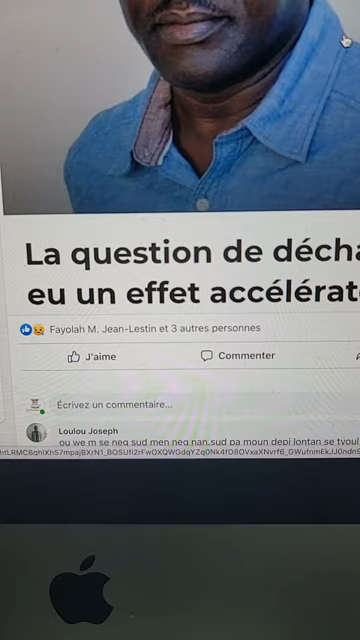 La question de décha
eu un effet accélérat
Fayolah M. Jean-Lestin et 3 autres personnes
J'aime
Commenter
Écrivez un commentaire...
Loulou Joseph
ou we m se neg sud men neg nan.sud pa moun depi lontan se tvoul